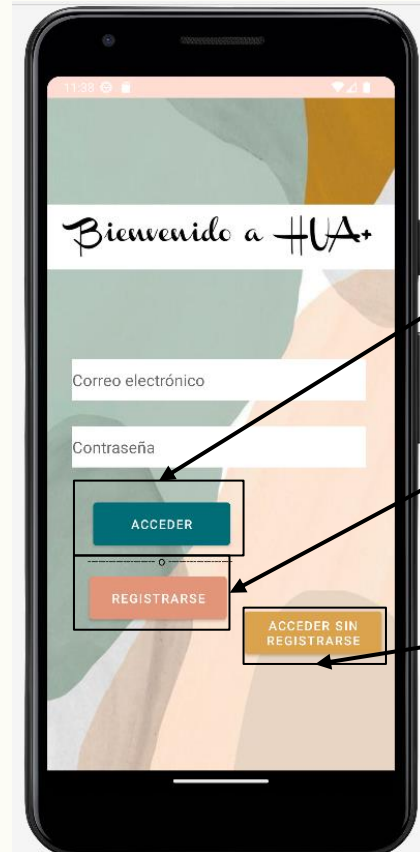 11:38
Bienvenido a HUA+
Correo electrónico
Contraseña
ACCEDER
o
REGISTRARSE
ACCEDER SIN
REGISTRARSE